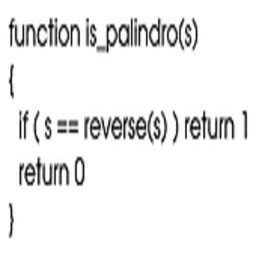 function is_palindro(s)
{
if ( s == reverse(s) ) return 1
return 0
}